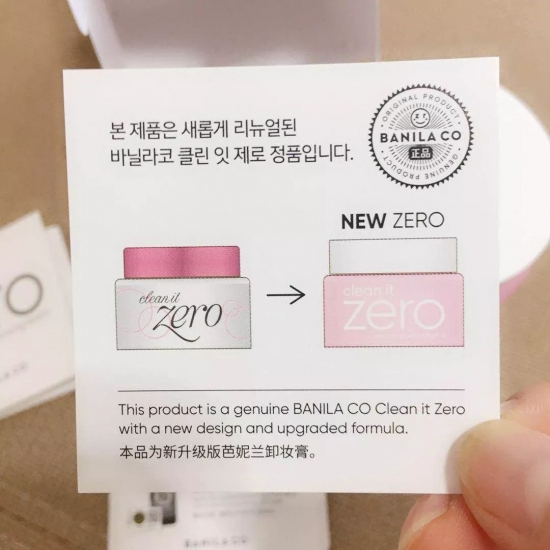 본 제품은 새롭게 리뉴얼된
바닐라코 클린 잇 제로 정품입니다.
ORIGINAL PRODUCT
BANILA CO
正品
GENUINE PRODUCT
NEW ZERO
clean it
zero
clean it
zero
This product is a genuine BANILA CO Clean it Zero
with a new design and upgraded formula.
本品为新升级版芭妮兰卸妆膏。
CO
BANILA CO